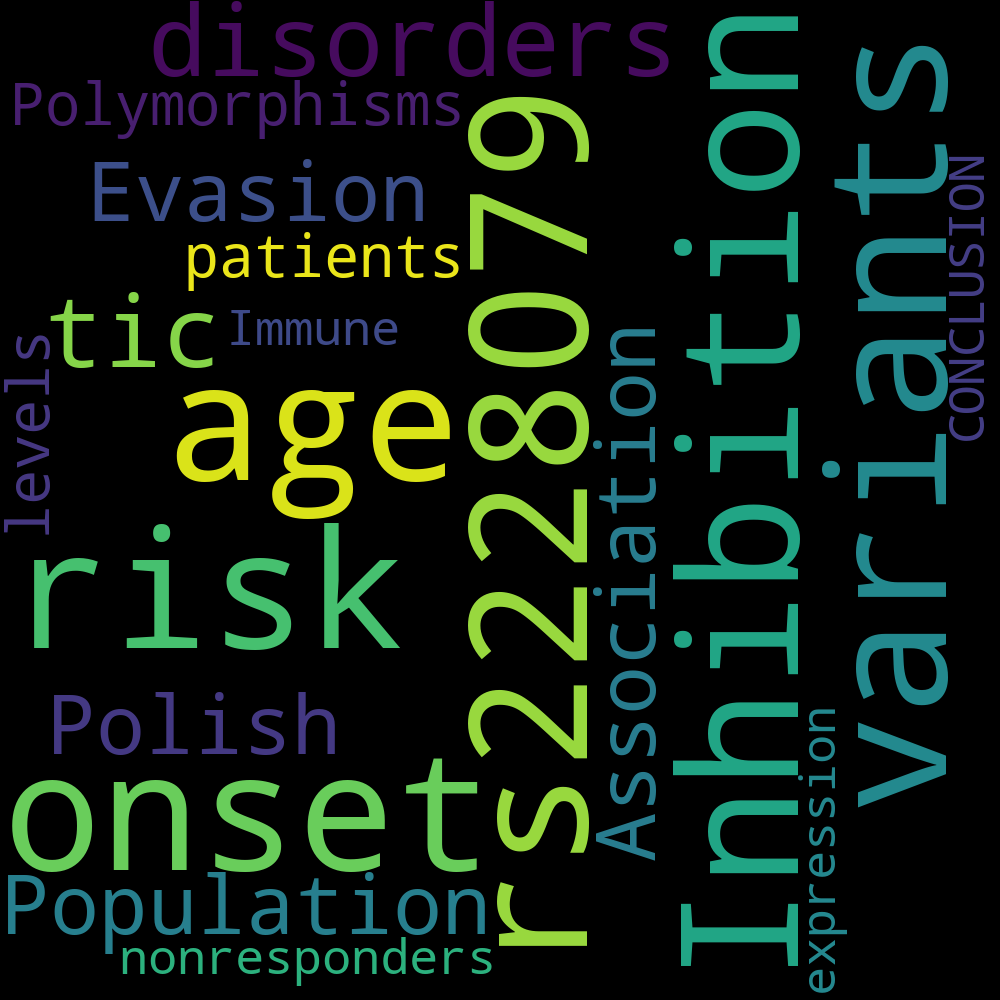 disorders
Polymorphisms
Evasion
patients
tic
Immune
levels
age
risk
Polish
onset
Population
nonresponders
rs2228079
Association
Inhibition
expression
variants
CONCLUSION